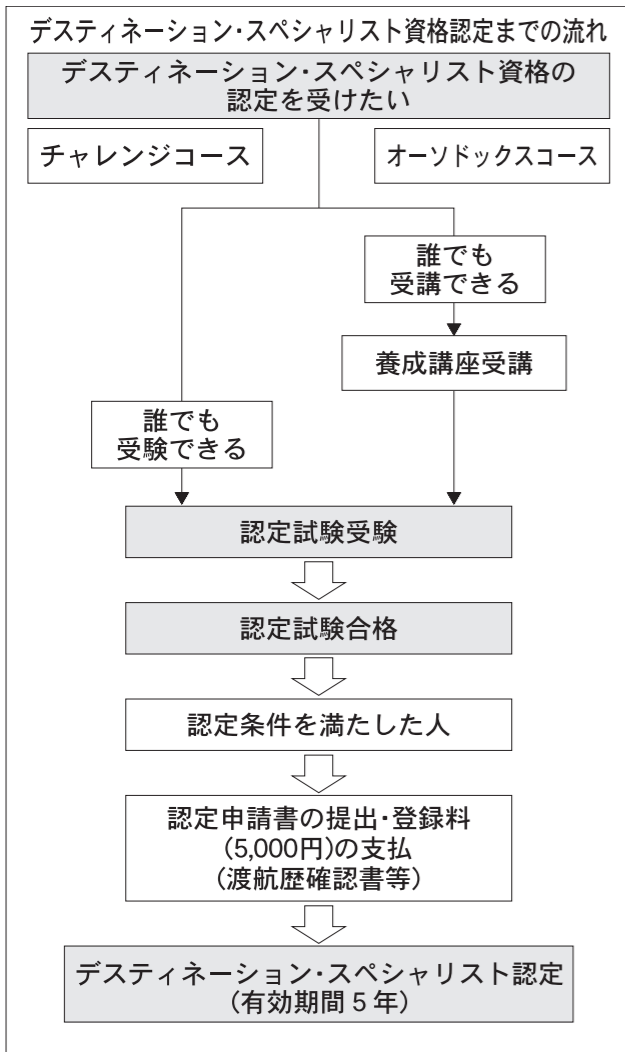 デスティネーション・スペシャリスト資格認定までの流れ
デスティネーション・スペシャリスト資格の
認定を受けたい
チャレンジコース
オーソドックスコース
誰でも
受講できる
養成講座受講
誰でも
受験できる
認定試験受験
認定試験合格
認定条件を満たした人
認定申請書の提出・登録料
(5,000円)の支払
(渡航歴確認書等)
デスティネーション・スペシャリスト認定
(有効期間5年)